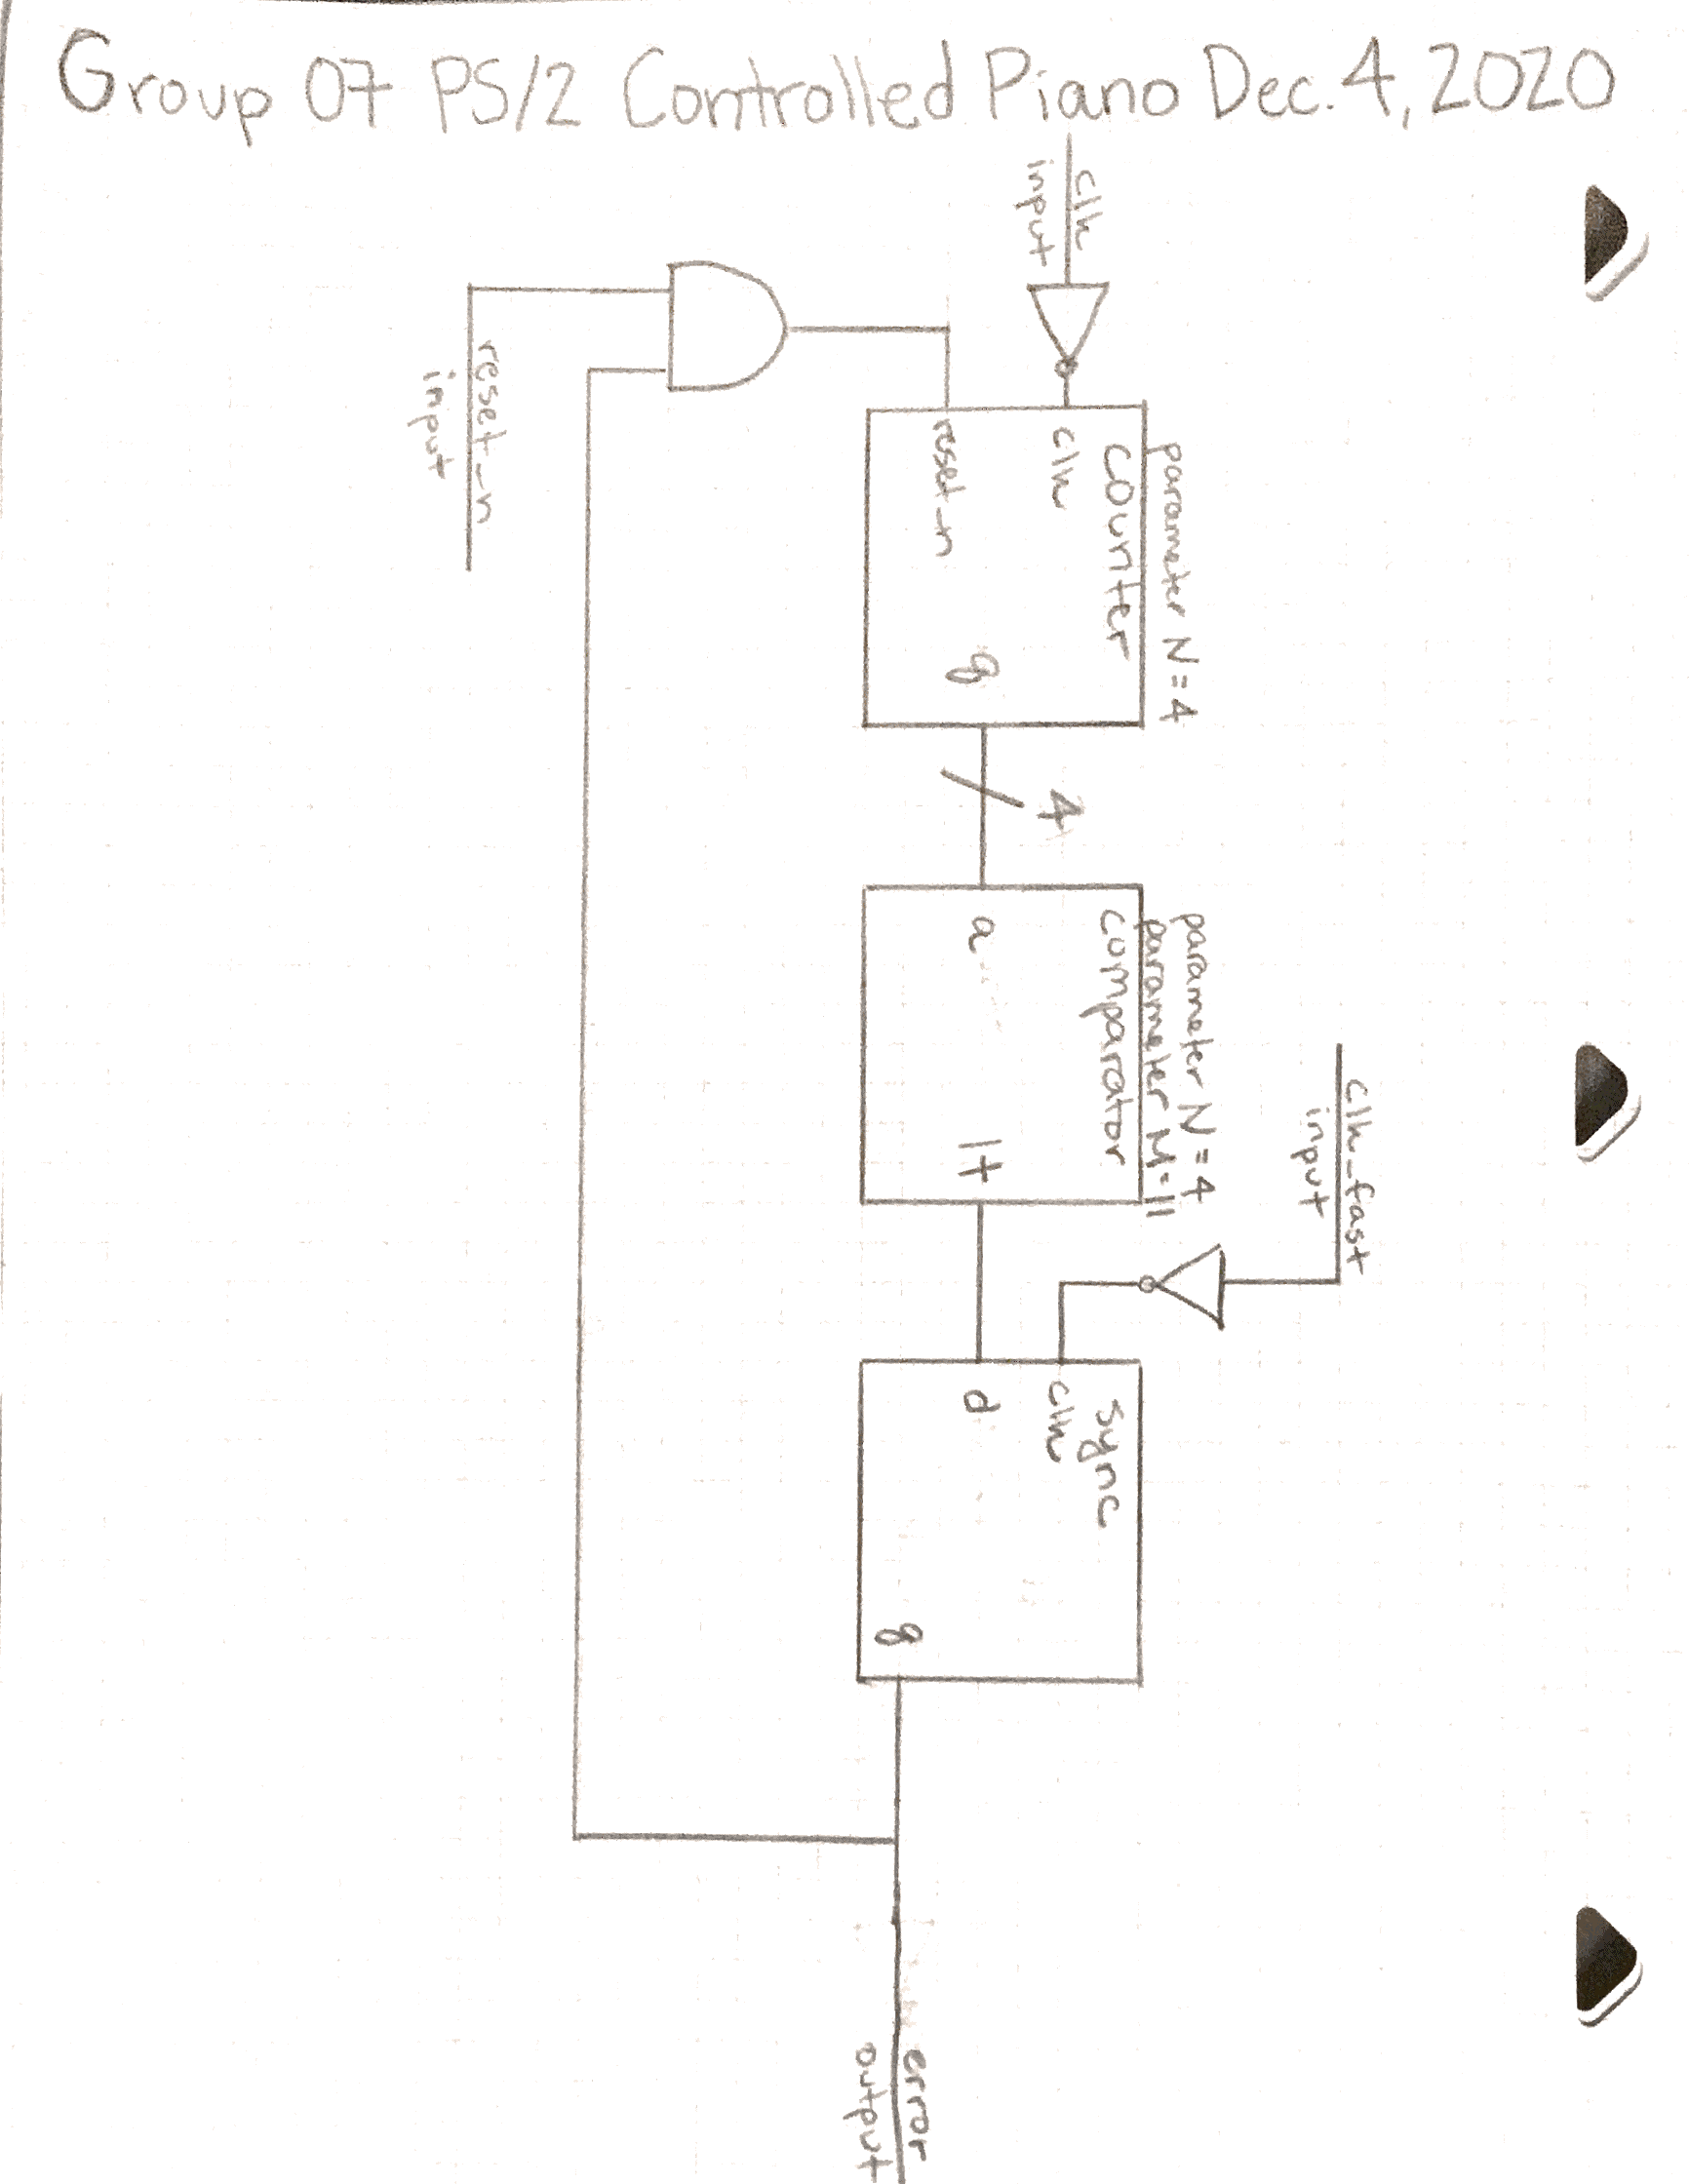 Group 07 PS/2 Controlled Piano Dec. 4, 2020
clk
input
reset_n
input
parameter N=4
counter
clk
reset_n
q
4
parameter N=4
parameter M=11
comparator
a
lt
clk_fast
input
sync
clk
d
q
error
output